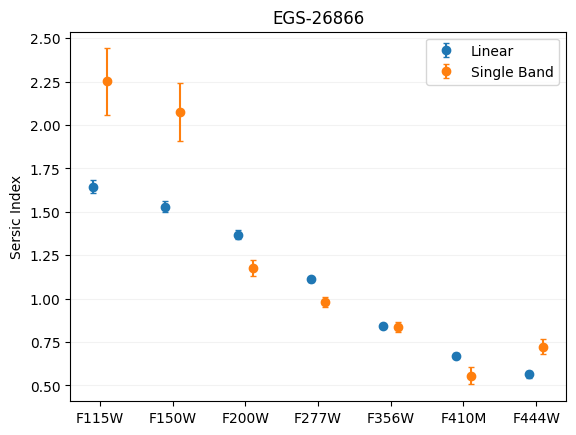 EGS-26866
Linear
Single Band
Sersic Index
2.50
2.25
2.00
1.75
1.50
1.25
1.00
0.75
0.50
F115W F150W F200W F277W F356W F410M F444W